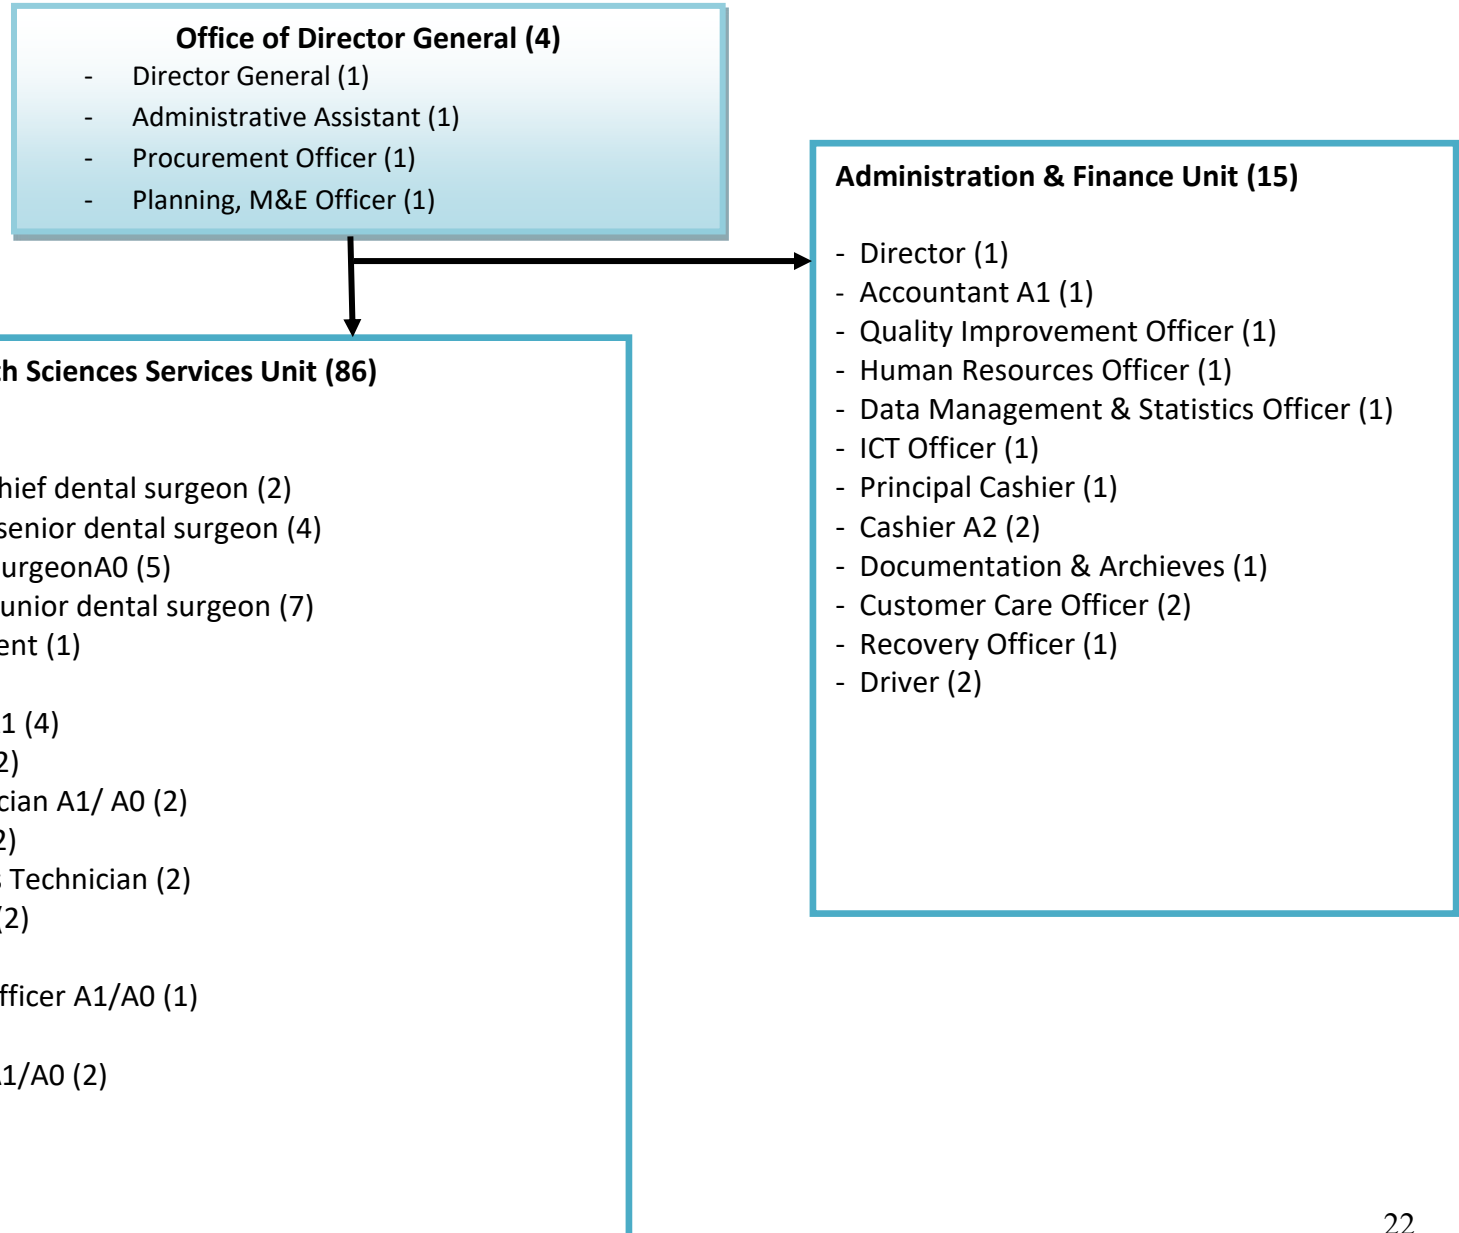 Office of Director General (4)
- Director General (1)
- Administrative Assistant (1)
- Procurement Officer (1)
- Planning, M&E Officer (1)
Administration & Finance Unit (15)
- Director (1)
- Accountant A1 (1)
- Quality Improvement Officer (1)
- Human Resources Officer (1)
- Data Management & Statistics Officer (1)
- ICT Officer (1)
- Principal Cashier (1)
- Cashier A2 (2)
- Documentation & Archieves (1)
- Customer Care Officer (2)
- Recovery Officer (1)
- Driver (2)
th Sciences Services Unit (86)
hief dental surgeon (2)
senior dental surgeon (4)
urgeonA0 (5)
unior dental surgeon (7)
ent (1)
1 (4)
2)
cian A1/ A0 (2)
2)
s Technician (2)
(2)
fficer A1/A0 (1)
1/A0 (2)
22